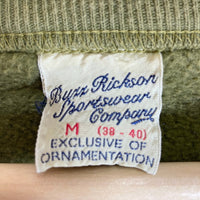 Buzz Rickson
Sportswear
Company
M (38 - 40)
EXCLUSIVE OF
ORNAMENTATION